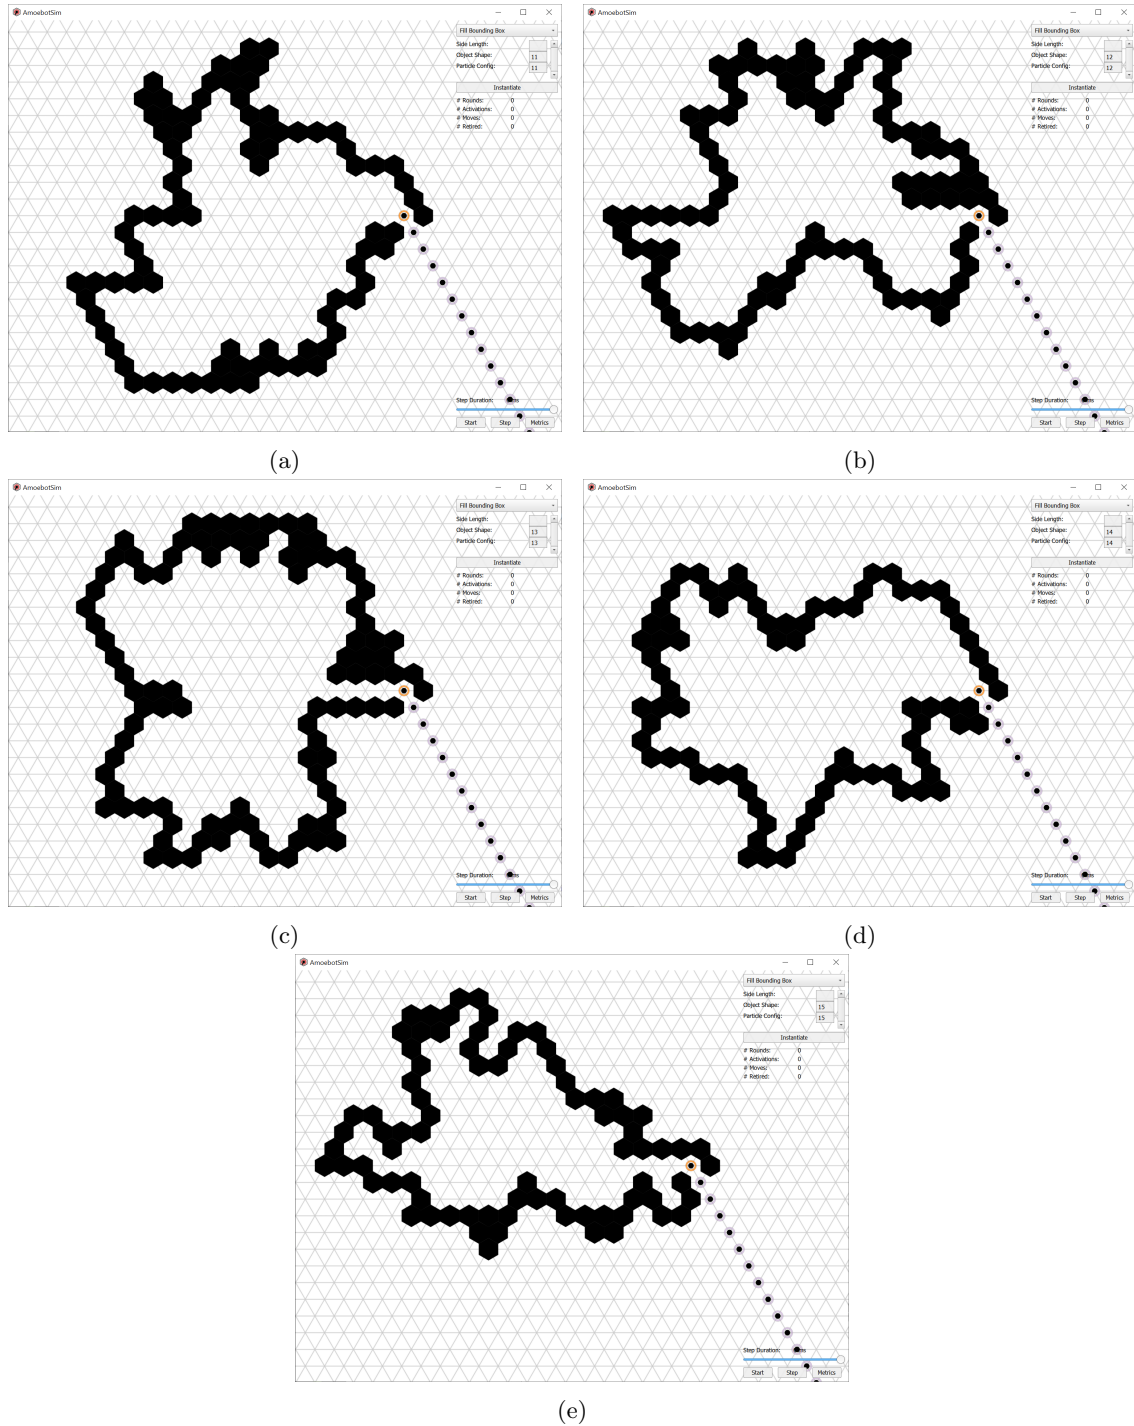 AmoebotSim
Fill Bounding Box
Side Length:
Object Shape: 11
Particle Config: 11
Instantiate
# Rounds: 0
# Activations: 0
# Moves: 0
# Retired: 0
Step Duration:
Start Step Metrics
(a)
AmoebotSim
Fill Bounding Box
Side Length:
Object Shape: 12
Particle Config: 12
Instantiate
# Rounds: 0
# Activations: 0
# Moves: 0
# Retired: 0
Step Duration:
Start Step Metrics
(b)
AmoebotSim
Fill Bounding Box
Side Length:
Object Shape: 13
Particle Config: 13
Instantiate
# Rounds: 0
# Activations: 0
# Moves: 0
# Retired: 0
Step Duration:
Start Step Metrics
(c)
AmoebotSim
Fill Bounding Box
Side Length:
Object Shape: 14
Particle Config: 14
Instantiate
# Rounds: 0
# Activations: 0
# Moves: 0
# Retired: 0
Step Duration:
Start Step Metrics
(d)
AmoebotSim
Fill Bounding Box
Side Length:
Object Shape: 15
Particle Config: 15
Instantiate
# Rounds: 0
# Activations: 0
# Moves: 0
# Retired: 0
Step Duration:
Start Step Metrics
(e)